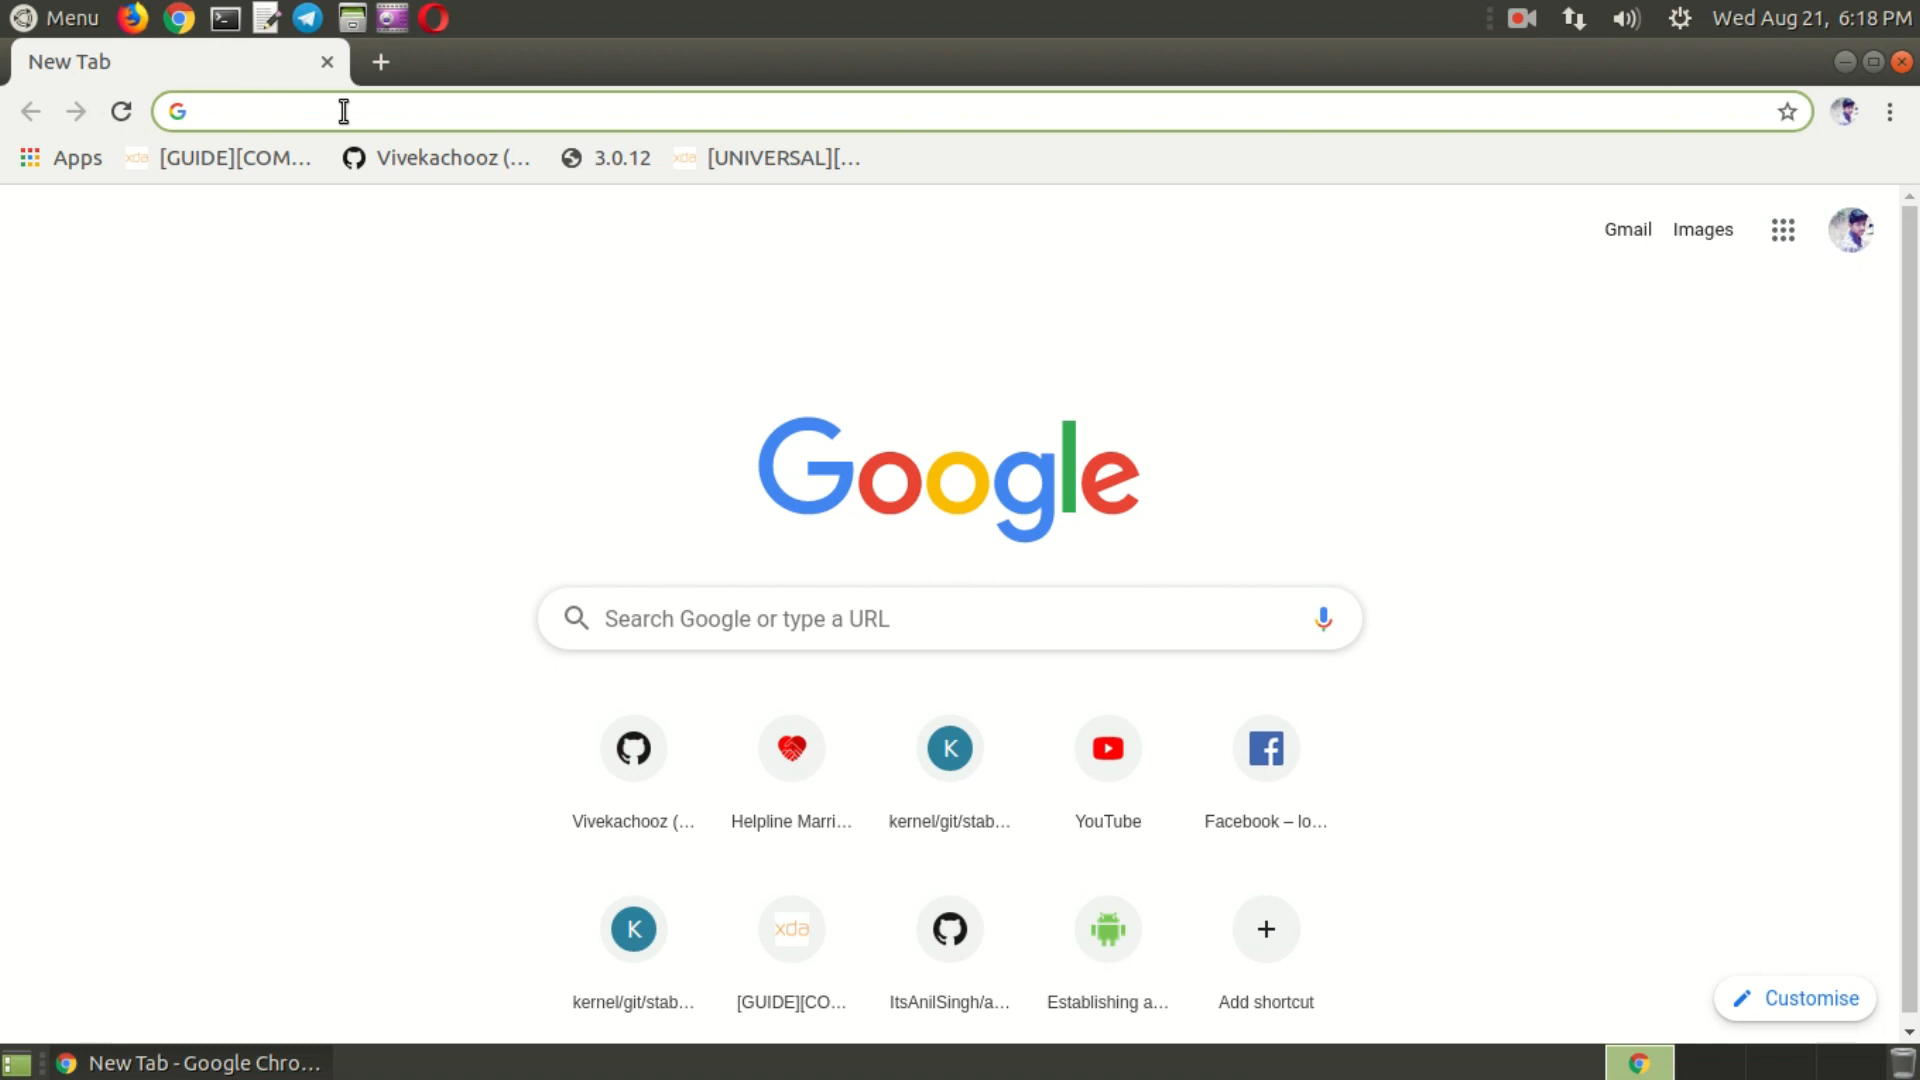 Menu
Wed Aug 21, 6:18 PM
New Tab
Apps
xda
[GUIDE][COM...
Vivekachooz (...
3.0.12
xda
[UNIVERSAL][...
Gmail
Images
Google
Search Google or type a URL
K
Vivekachooz (...
Helpline Marri...
kernel/git/stab...
YouTube
Facebook – lo...
K
xda
kernel/git/stab...
[GUIDE][CO...
ItsAnilSingh/a...
Establishing a...
Add shortcut
Customise
New Tab - Google Chro...